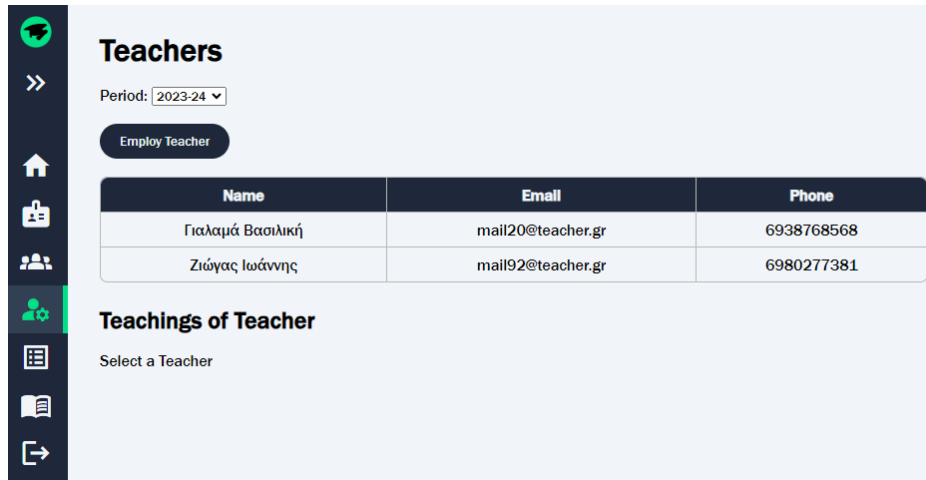 Teachers
Period: 2023-24
Employ Teacher
Name Email Phone
Γιαλαμά Βασιλική mail20@teacher.gr 6938768568
Ζιώγας Ιωάννης mail92@teacher.gr 6980277381
Teachings of Teacher
Select a Teacher